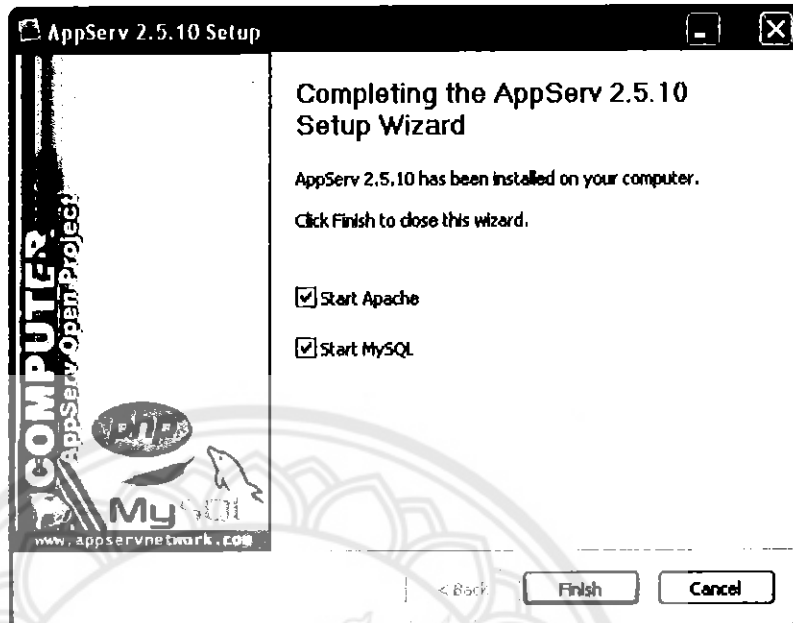 AppServ 2.5.10 Setup
Completing the AppServ 2.5.10
Setup Wizard
AppServ 2.5.10 has been installed on your computer.
Click Finish to close this wizard.
Start Apache
Start MySQL
COMPUTER
AppServ Open Project
php
MySQL
www.appservnetwork.com
< Back
Finish
Cancel